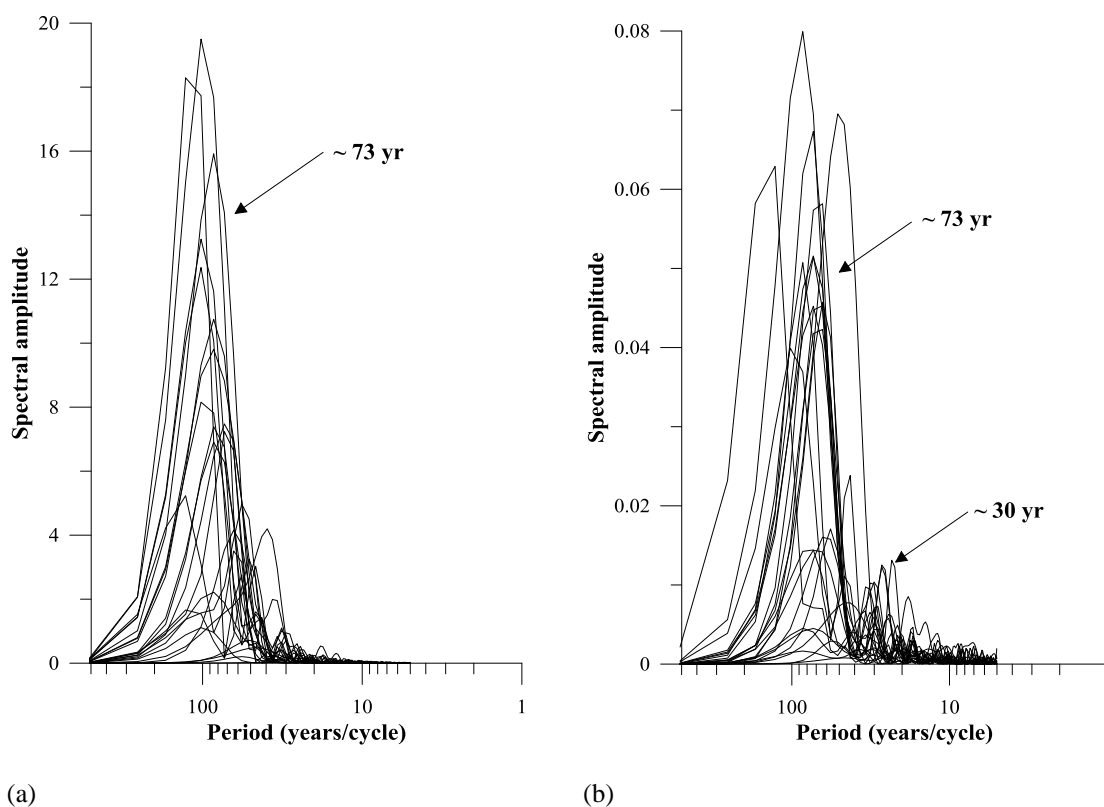 20
16
12
8
4
0
Spectral amplitude
~ 73 yr
100
10
1
Period (years/cycle)
(a)
0.08
0.06
0.04
0.02
0
Spectral amplitude
~ 73 yr
~ 30 yr
100
10
Period (years/cycle)
(b)